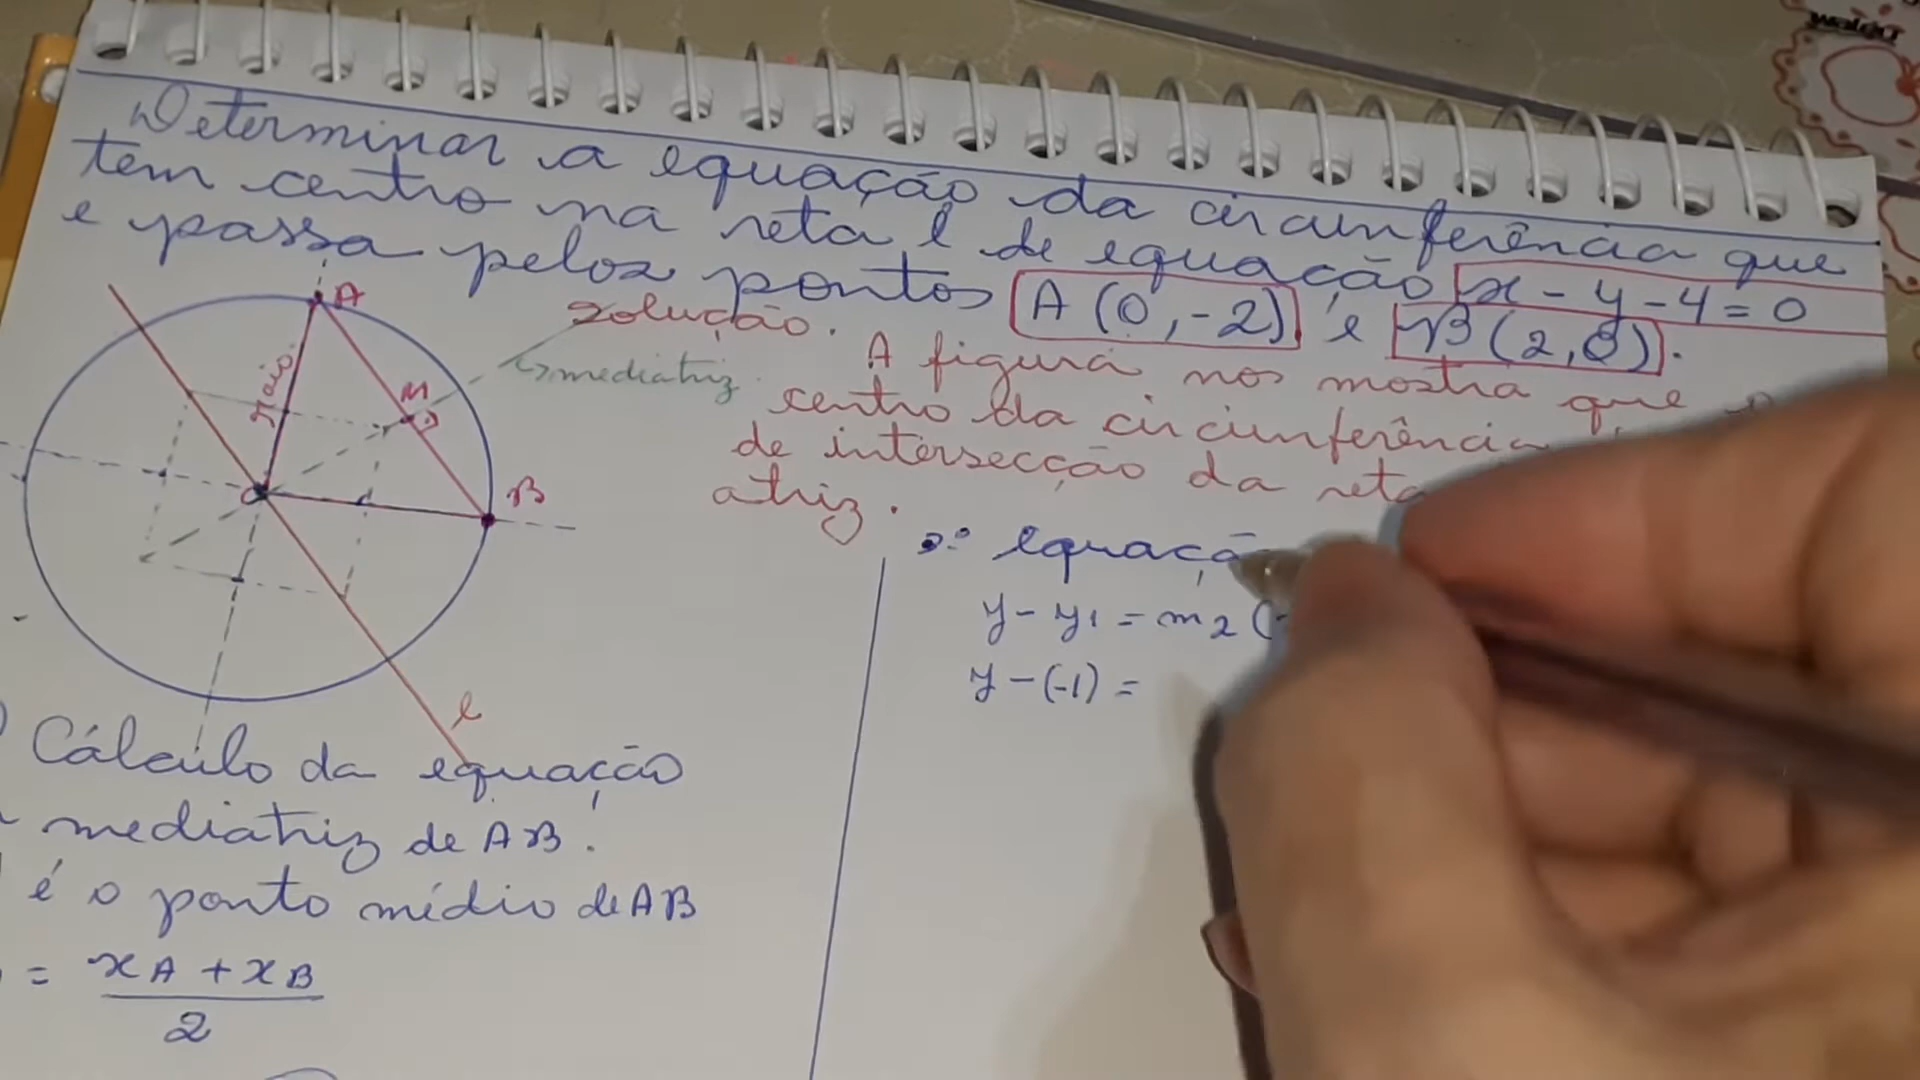 Determinar a equação da circunferência que
tem centro na reta l de equação x - y - 4 = 0
e passa pelos pontos A (0, -2) e B (2, 0).
solução.
A figura nos mostra que o
centro da circunferência
de intersecção da reta
atriz.
mediatriz
A
M
B
C
raio
l
∴ equaçã
y - y1 = m2 (
y - (-1) =
Cálculo da equação
mediatriz de AB.
é o ponto médio de AB
= xA + xB
2